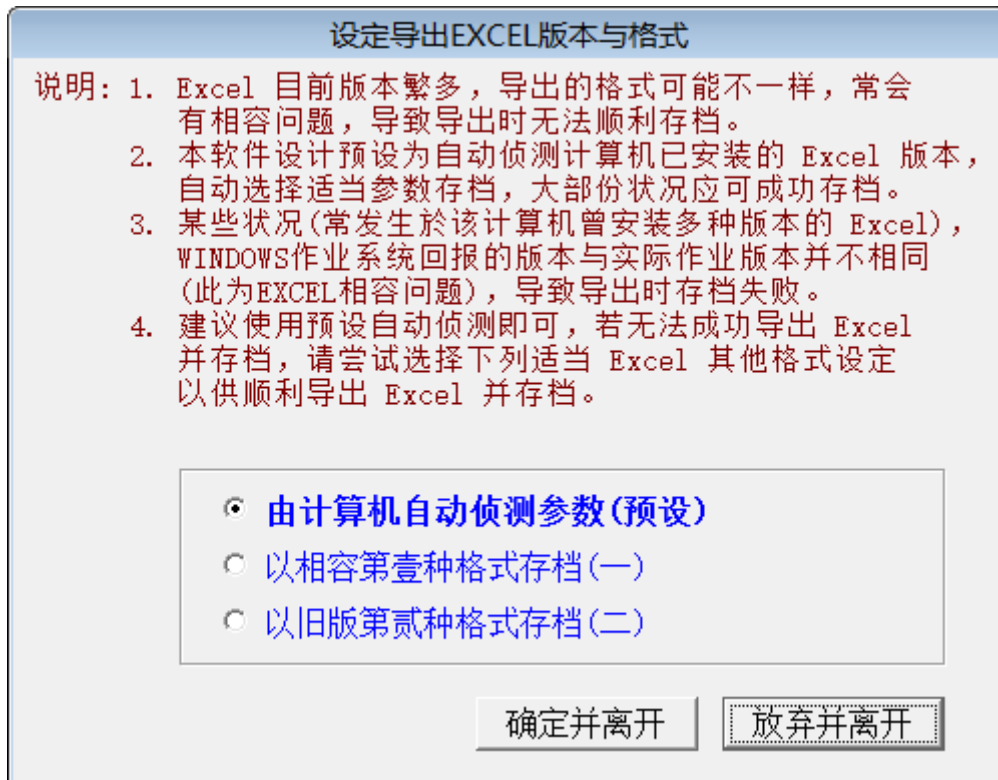 设定导出EXCEL版本与格式
说明: 1. Excel 目前版本繁多,导出的格式可能不一样,常会
有相容问题,导致导出时无法顺利存档。
2. 本软件设计预设为自动侦测计算机已安装的 Excel 版本,
自动选择适当参数存档,大部份状况应可成功存档。
3. 某些状况(常发生於该计算机曾安装多种版本的 Excel),
WINDOWS作业系统回报的版本与实际作业版本并不相同
(此为EXCEL相容问题),导致导出时存档失败。
4. 建议使用预设自动侦测即可,若无法成功导出 Excel
并存档,请尝试选择下列适当 Excel 其他格式设定
以供顺利导出 Excel 并存档。
由计算机自动侦测参数(预设)
以相容第壹种格式存档(一)
以旧版第贰种格式存档(二)
确定并离开 放弃并离开